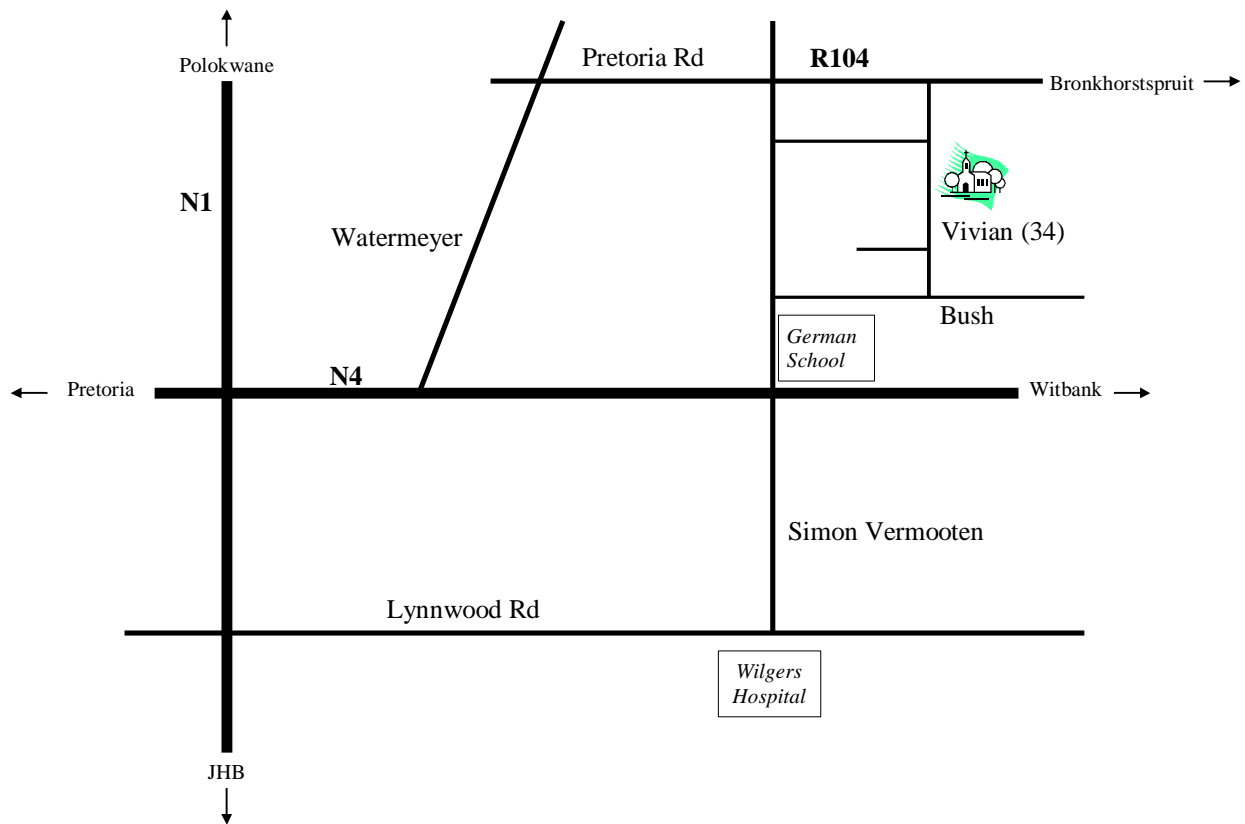 Pretoria Rd
R104
Polokwane
Bronkhorstspruit
N1
Watermeyer
Vivian (34)
Bush
German
School
N4
Pretoria
Witbank
Simon Vermooten
Lynnwood Rd
Wilgers
Hospital
JHB